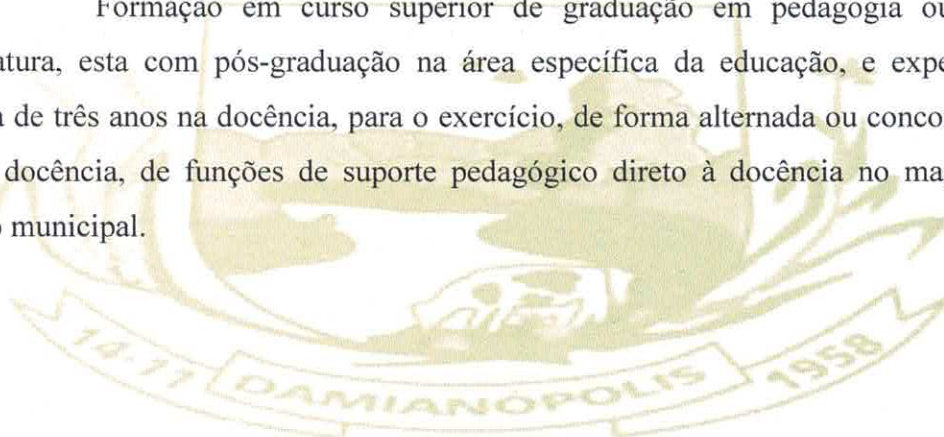 Formação em curso superior de graduação em pedagogia ou
atura, esta com pós-graduação na área específica da educação, e expe
a de três anos na docência, para o exercício, de forma alternada ou conco
docência, de funções de suporte pedagógico direto à docência no ma
o municipal.
14-11 DAMIANÓPOLIS 1958